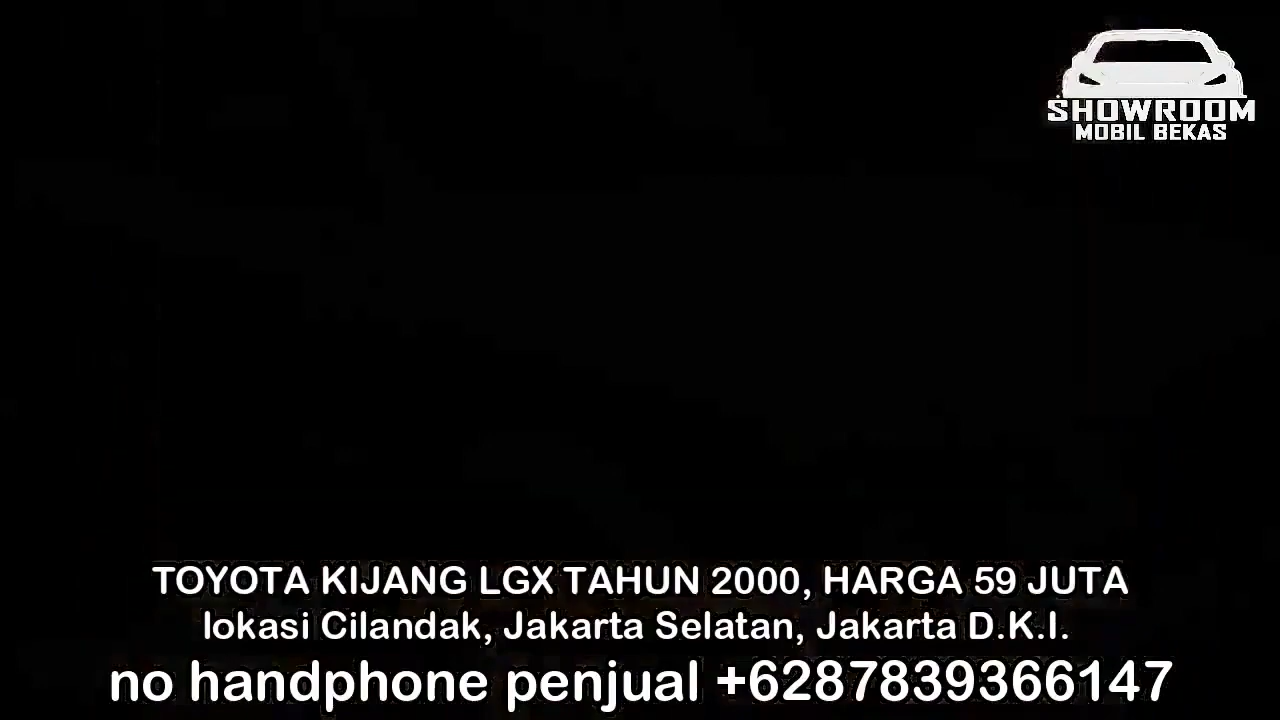 SHOWROOM
MOBIL BEKAS
TOYOTA KIJANG LGX TAHUN 2000, HARGA 59 JUTA
lokasi Cilandak, Jakarta Selatan, Jakarta D.K.I.
no handphone penjual +6287839366147